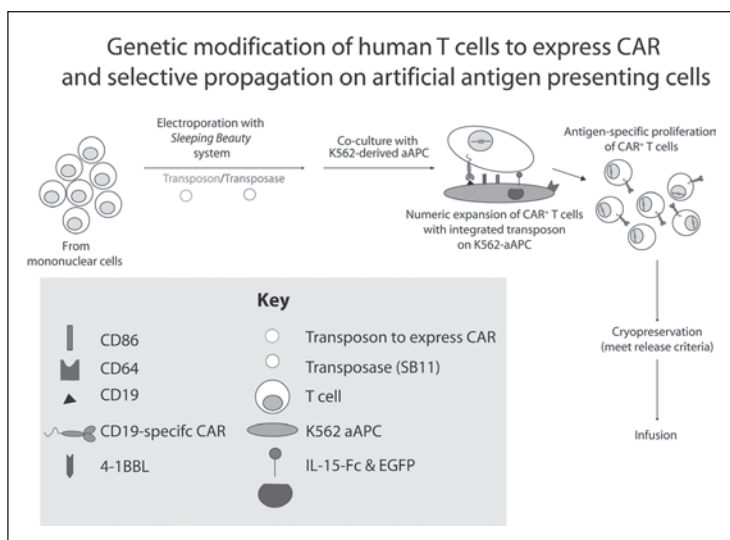 Genetic modification of human T cells to express CAR
and selective propagation on artificial antigen presenting cells
Electroporation with
Sleeping Beauty
system
Transposon/Transposase
Co-culture with
K562-derived aAPC
Antigen-specific proliferation
of CAR⁺ T cells
From
mononuclear cells
Numeric expansion of CAR⁺ T cells
with integrated transposon
on K562-aAPC
Cryopreservation
(meet release criteria)
Infusion
Key
CD86
CD64
CD19
CD19-specifc CAR
4-1BBL
Transposon to express CAR
Transposase (SB11)
T cell
K562 aAPC
IL-15-Fc & EGFP